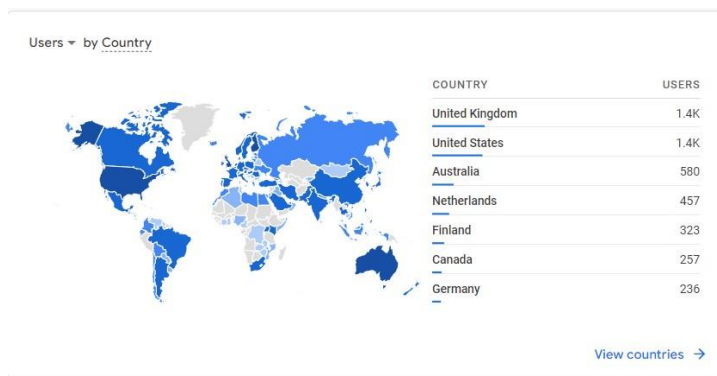 Users by Country
COUNTRY USERS
United Kingdom 1.4K
United States 1.4K
Australia 580
Netherlands 457
Finland 323
Canada 257
Germany 236
View countries →